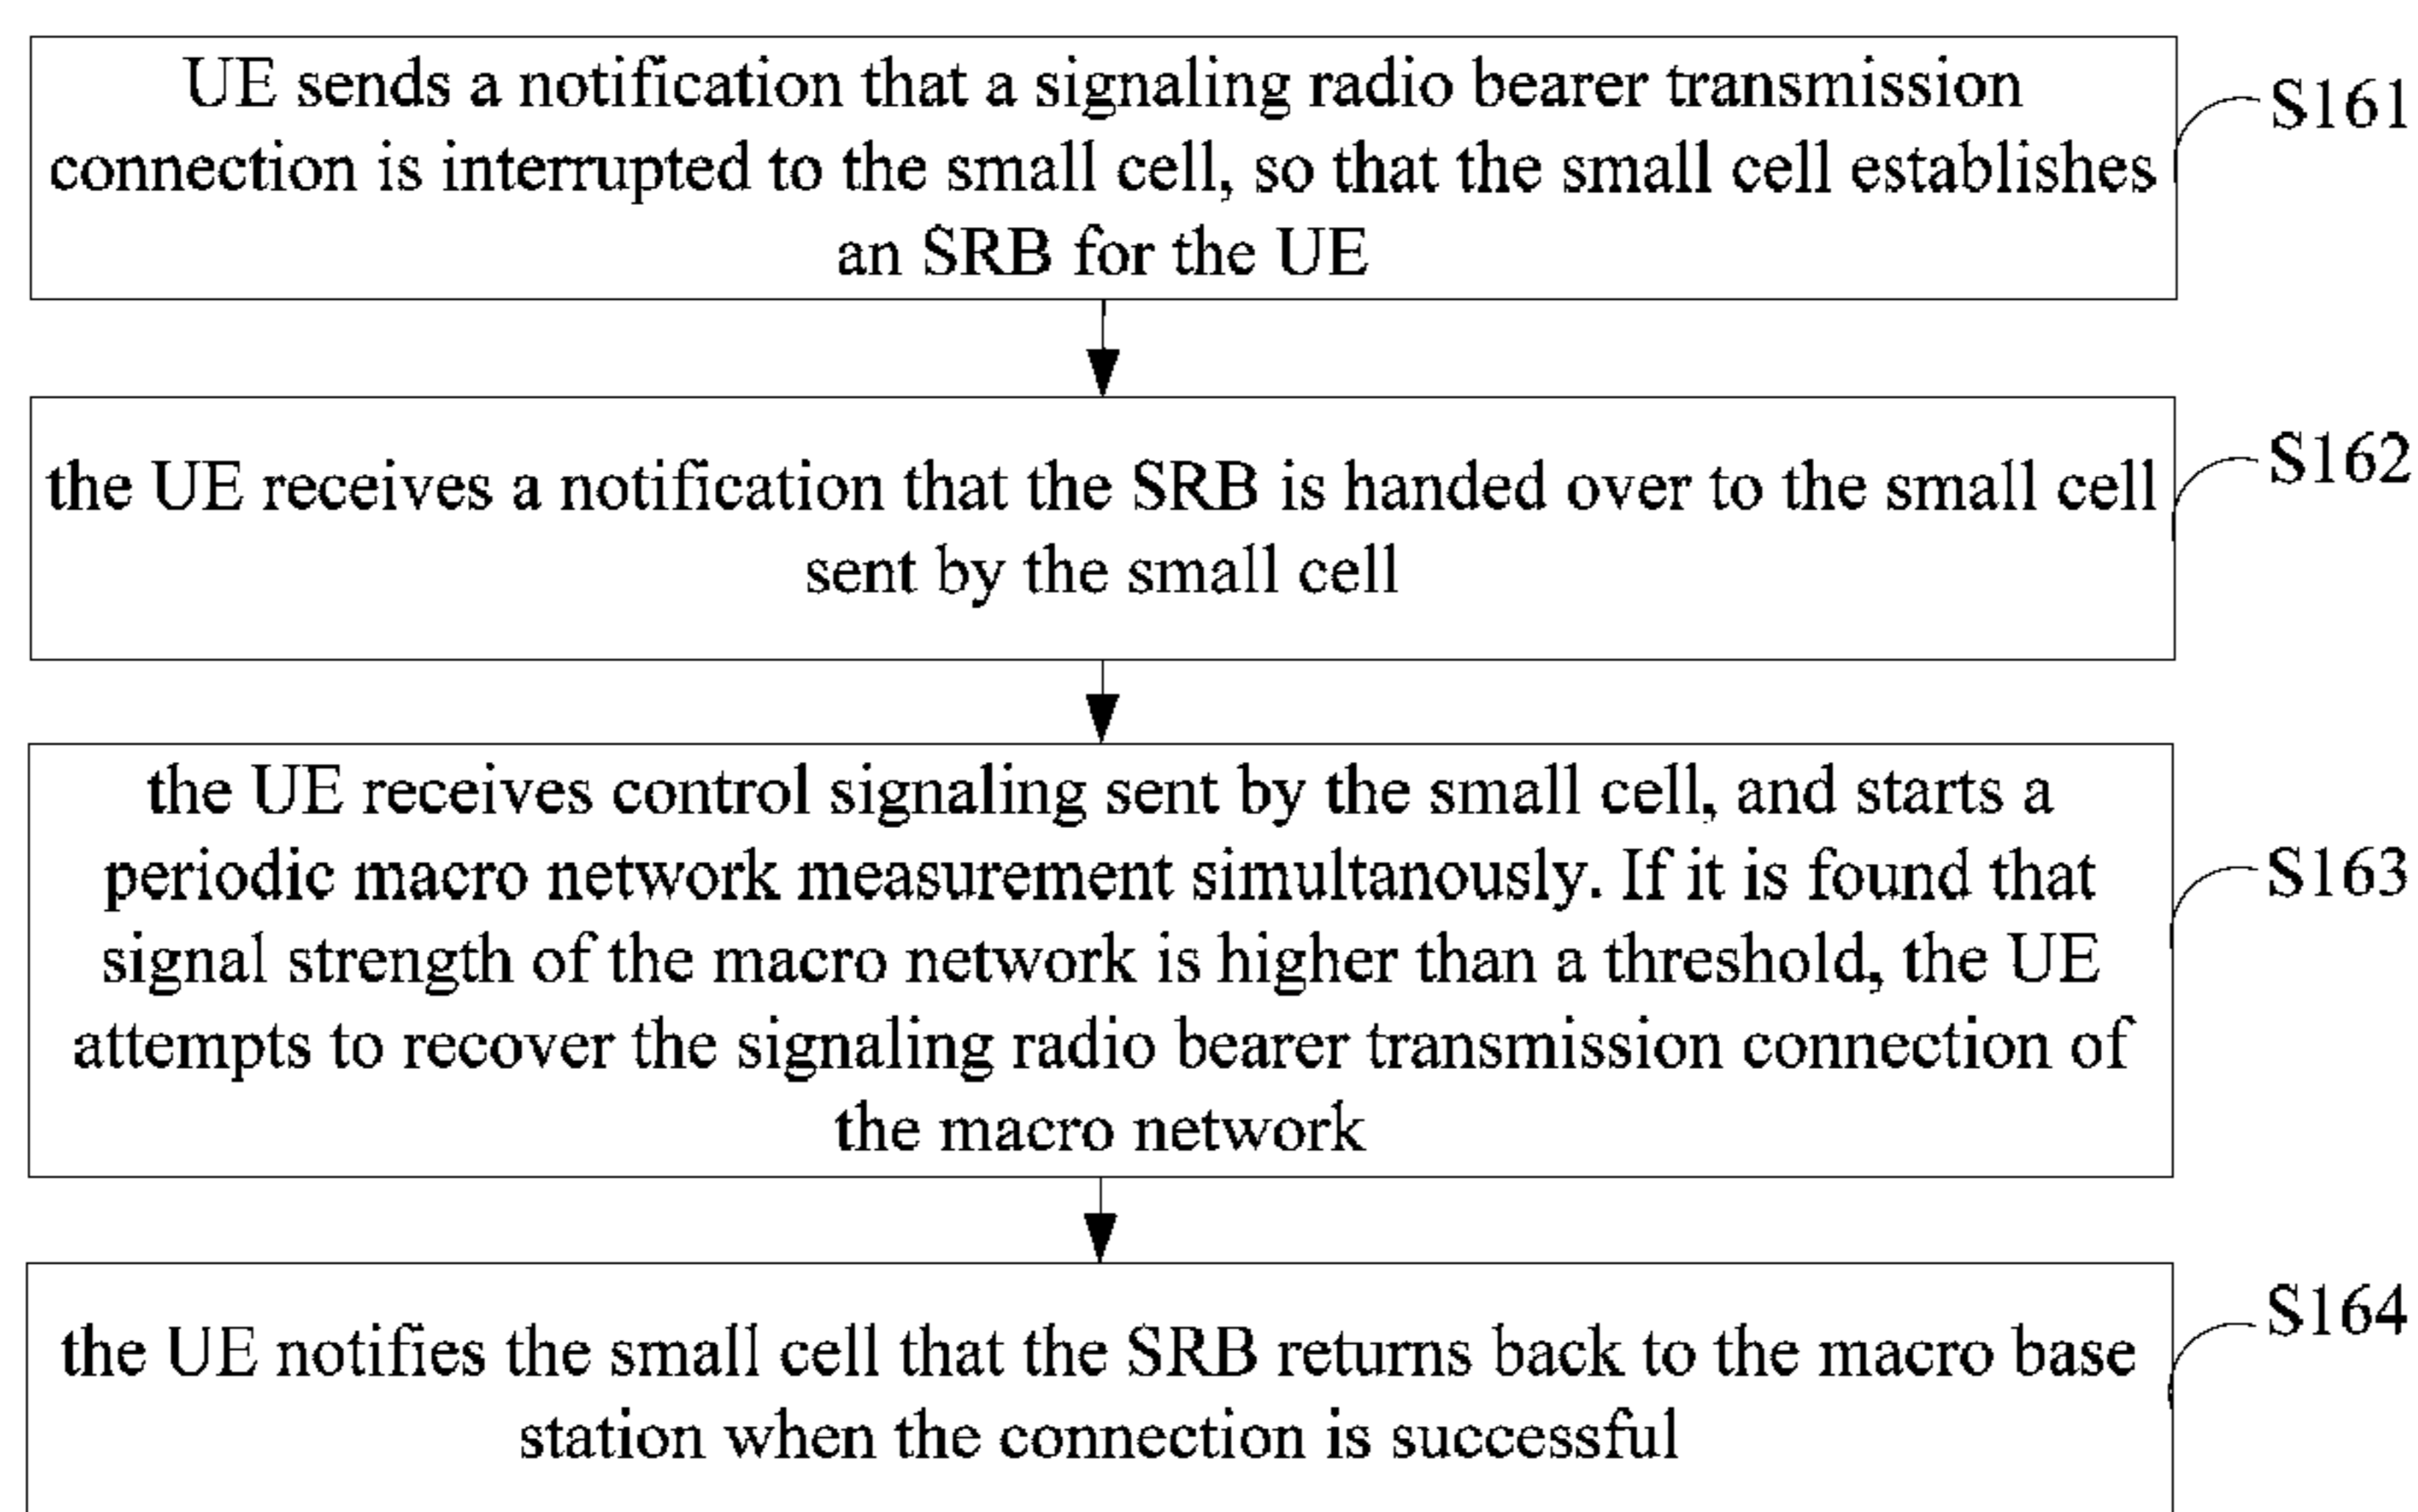 UE sends a notification that a signaling radio bearer transmission
connection is interrupted to the small cell, so that the small cell establishes
an SRB for the UE
S161
the UE receives a notification that the SRB is handed over to the small cell
sent by the small cell
S162
the UE receives control signaling sent by the small cell, and starts a
periodic macro network measurement simultanously. If it is found that
signal strength of the macro network is higher than a threshold, the UE
attempts to recover the signaling radio bearer transmission connection of
the macro network
S163
the UE notifies the small cell that the SRB returns back to the macro base
station when the connection is successful
S164